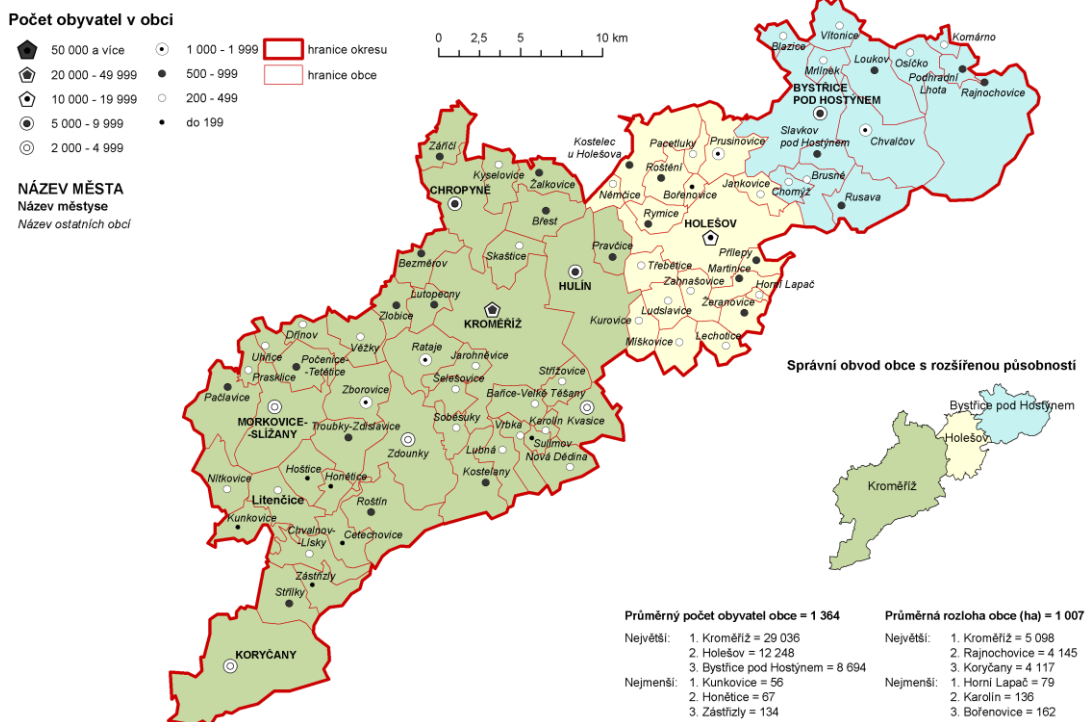 Počet obyvatel v obci
50 000 a více
20 000 - 49 999
10 000 - 19 999
5 000 - 9 999
2 000 - 4 999
1 000 - 1 999
500 - 999
200 - 499
do 199
hranice okresu
hranice obce
NÁZEV MĚSTA
Název městyse
Název ostatních obcí
0 2,5 5 10 km
Blazice
Vítonice
Komárno
Mrlínek
Loukov
Osíčko
Podhradní
Lhota
Rajnochovice
BYSTŘICE
POD HOSTÝNEM
Slavkov
pod Hostýnem
Chvalčov
Brusné
Chomýž
Rusava
Kostelec
u Holešova
Pacetluky
Prusinovice
Roštění
Němčice
Bořenovice
Jankovice
Rymice
HOLEŠOV
Přílepy
Martinice
Třebětice
Zahnašovice
Horní Lapač
Ludslavice
Žeranovice
Kurovice
Míškovice
Lechotice
Záříčí
Kyselovice
Žalkovice
CHROPYNĚ
Břest
Skaštice
Pravčice
Bezměrov
HULÍN
Lutopecny
Zlobice
KROMĚŘÍŽ
Dřínov
Věžky
Rataje
Jarohněvice
Uhřice
Počenice-
-Tetětice
Prasklice
Střížovice
Zborovice
Šelešovice
Bařice-Velké Těšany
Pačlavice
MORKOVICE-
-SLÍŽANY
Troubky-Zdislavice
Soběsuky
Vrbka
Karolín
Kvasice
Zdounky
Sulimov
Lubná
Nová Dědina
Kostelany
Nítkovice
Hoštice
Honětice
Litenčice
Roštín
Kunkovice
Chvalnov-
-Lísky
Cetechovice
Zástřizly
Střílky
KORYČANY
Správní obvod obce s rozšířenou působností
Bystřice pod Hostýnem
Holešov
Kroměříž
Průměrný počet obyvatel obce = 1 364
Největší: 1. Kroměříž = 29 036
2. Holešov = 12 248
3. Bystřice pod Hostýnem = 8 694
Nejmenší: 1. Kunkovice = 56
2. Honětice = 67
3. Zástřizly = 134
Průměrná rozloha obce (ha) = 1 007
Největší: 1. Kroměříž = 5 098
2. Rajnochovice = 4 145
3. Koryčany = 4 117
Nejmenší: 1. Horní Lapač = 79
2. Karolín = 136
3. Bořenovice = 162